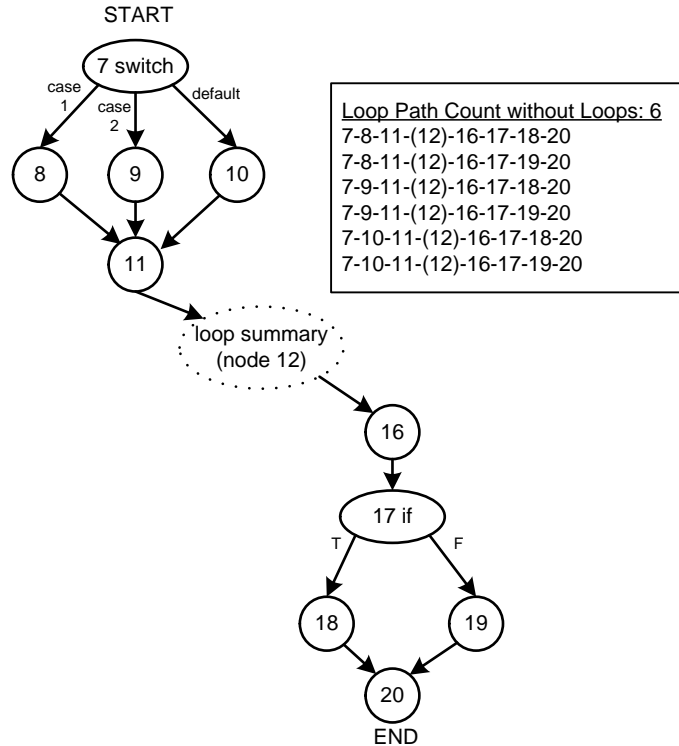 START
7 switch
case
1
case
2
default
8
9
10
11
loop summary
(node 12)
16
17 if
T
F
18
19
20
END
Loop Path Count without Loops: 6
7-8-11-(12)-16-17-18-20
7-8-11-(12)-16-17-19-20
7-9-11-(12)-16-17-18-20
7-9-11-(12)-16-17-19-20
7-10-11-(12)-16-17-18-20
7-10-11-(12)-16-17-19-20